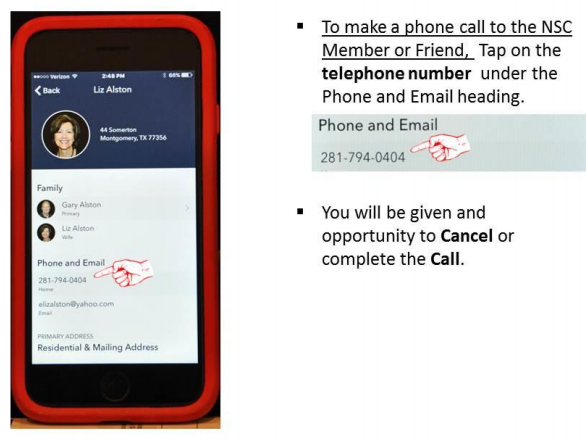 Verizon 2:48 PM 86%
Back Liz Alston
44 Somerton
Montgomery, TX 77356
Family
Gary Alston
Primary
Liz Alston
Wife
Phone and Email
281-794-0404
Home
elizalston@yahoo.com
Email
PRIMARY ADDRESS
Residential & Mailing Address
▪ To make a phone call to the NSC
Member or Friend, Tap on the
telephone number under the
Phone and Email heading.
Phone and Email
281-794-0404
▪ You will be given and
opportunity to Cancel or
complete the Call.